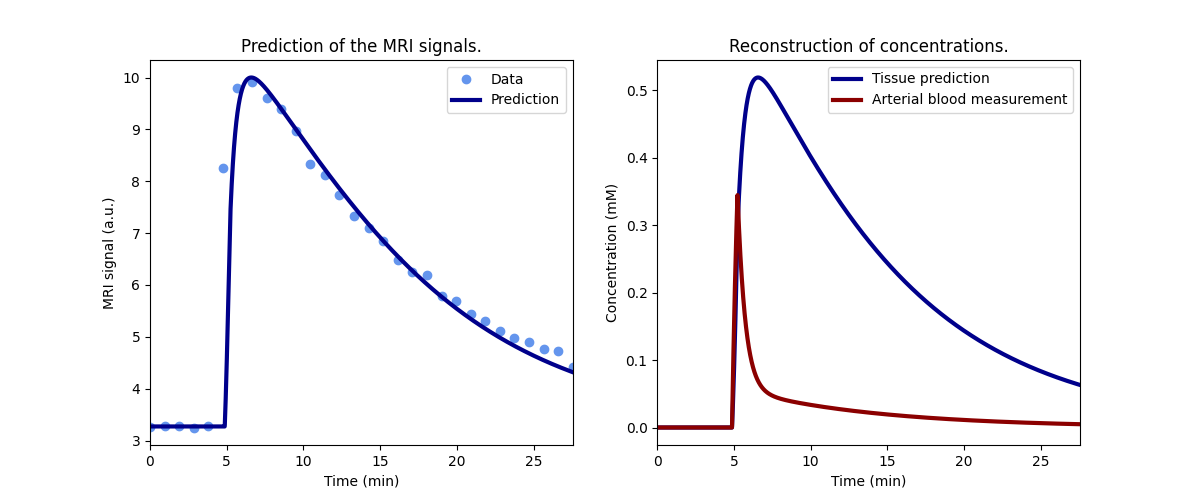 Prediction of the MRI signals.
Data
Prediction
MRI signal (a.u.)
10
9
8
7
6
5
4
3
0
5
10
15
20
25
Time (min)
Reconstruction of concentrations.
Tissue prediction
Arterial blood measurement
Concentration (mM)
0.5
0.4
0.3
0.2
0.1
0.0
0
5
10
15
20
25
Time (min)